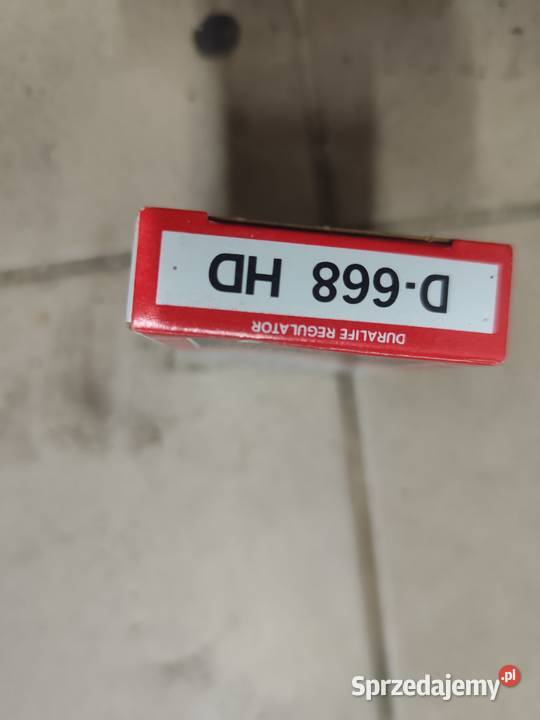 D-668 HD
DURALIFE REGULATOR
Sprzedajemy.pl